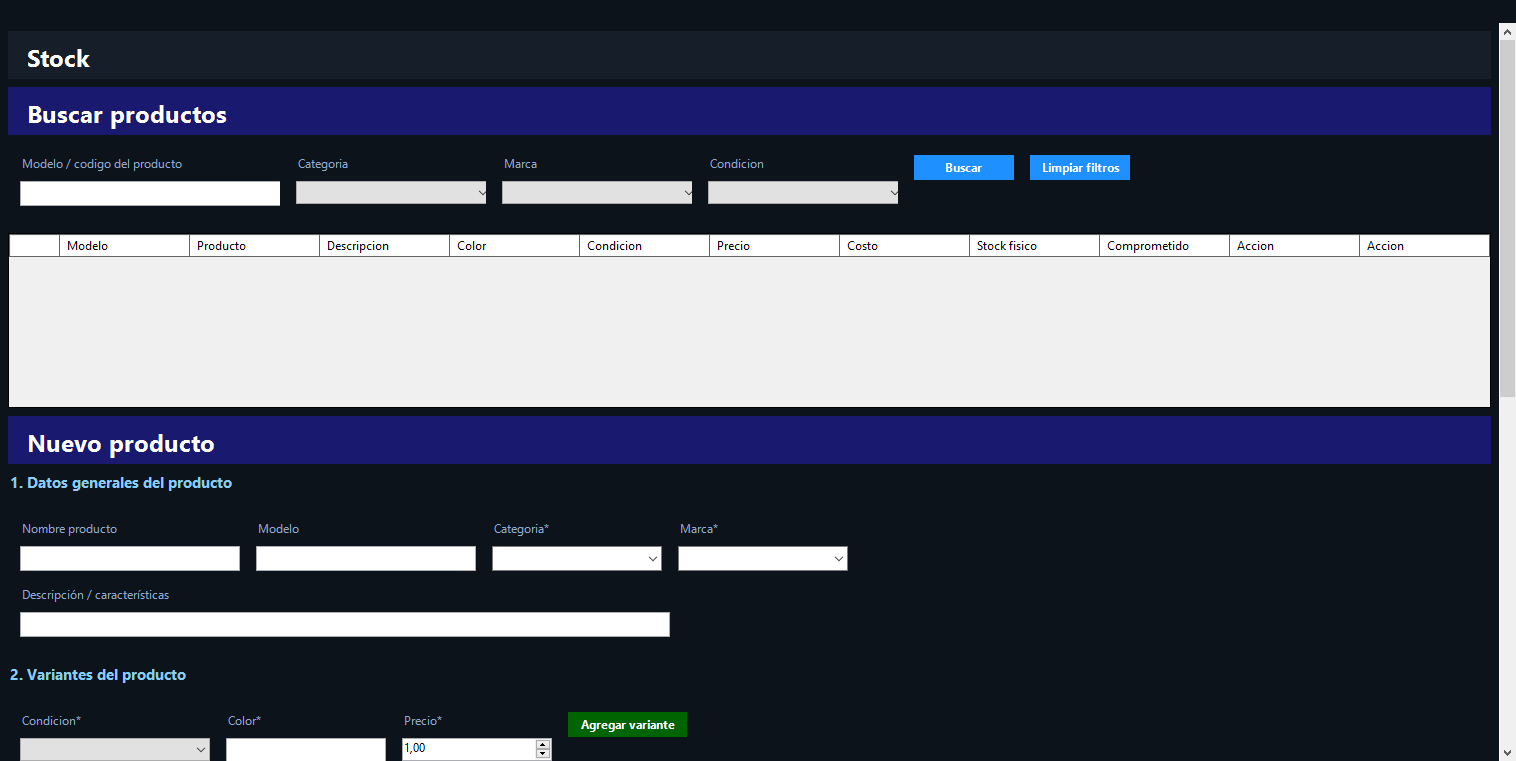 Stock
Buscar productos
Modelo / codigo del producto Categoria Marca Condicion Buscar Limpiar filtros
Modelo Producto Descripcion Color Condicion Precio Costo Stock fisico Comprometido Accion Accion
Nuevo producto
1. Datos generales del producto
Nombre producto Modelo Categoria* Marca*
Descripción / características
2. Variantes del producto
Condicion* Color* Precio* Agregar variante
1,00